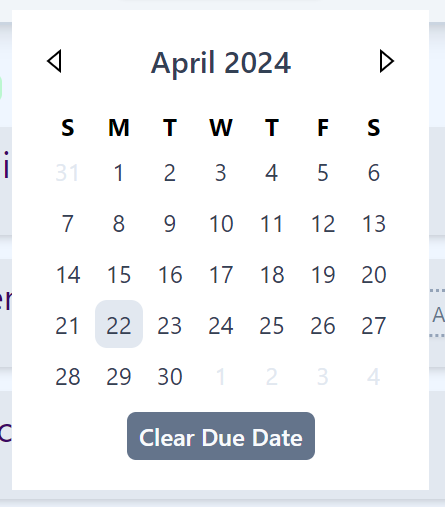 April 2024
S M T W T F S
31 1 2 3 4 5 6
7 8 9 10 11 12 13
14 15 16 17 18 19 20
21 22 23 24 25 26 27
28 29 30 1 2 3 4
Clear Due Date